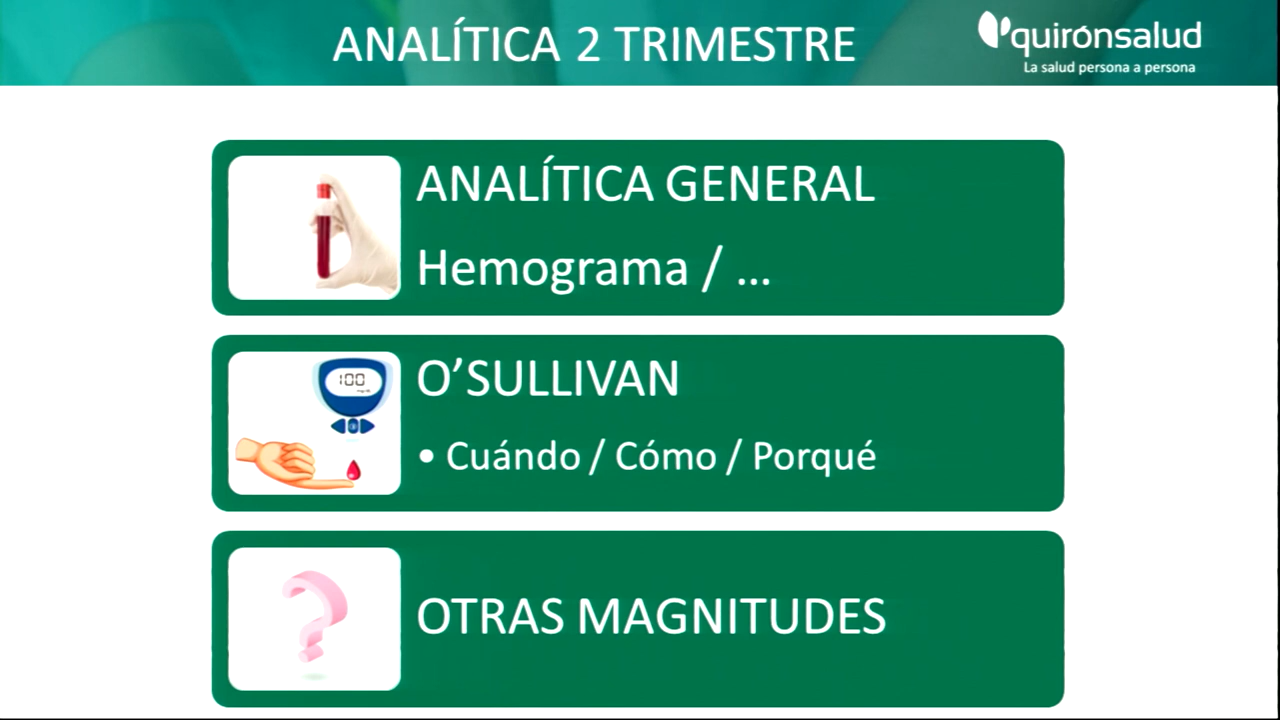 ANALÍTICA 2 TRIMESTRE
quirónsalud
La salud persona a persona
ANALÍTICA GENERAL
Hemograma / ...
100
O’SULLIVAN
• Cuándo / Cómo / Porqué
OTRAS MAGNITUDES